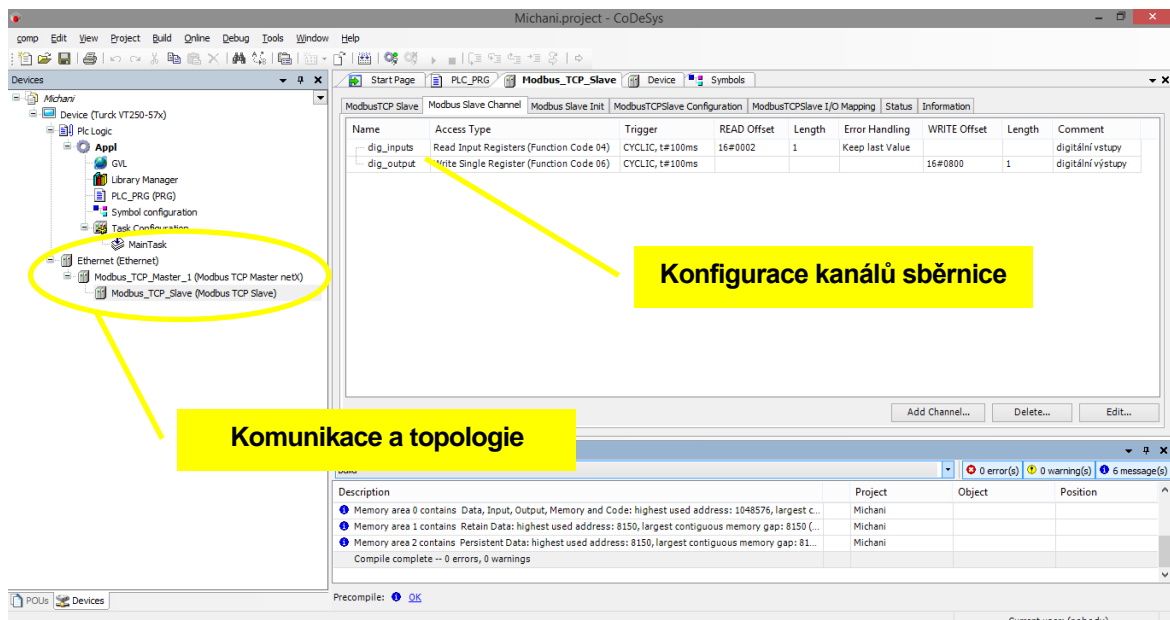 Michani.project - CoDeSys
comp Edit View Project Build Online Debug Tools Window Help
Devices
Start Page PLC_PRG Modbus_TCP_Slave Device Symbols
Michani
Device (Turck VT250-57x)
Plc Logic
Appl
GVL
Library Manager
PLC_PRG (PRG)
Symbol configuration
Task Configuration
MainTask
Ethernet (Ethernet)
Modbus_TCP_Master_1 (Modbus TCP Master netX)
Modbus_TCP_Slave (Modbus TCP Slave)
ModbusTCP Slave Modbus Slave Channel Modbus Slave Init ModbusTCPSlave Configuration ModbusTCPSlave I/O Mapping Status Information
Name Access Type Trigger READ Offset Length Error Handling WRITE Offset Length Comment
dig_inputs Read Input Registers (Function Code 04) CYCLIC, t#100ms 16#0002 1 Keep last Value digitální vstupy
dig_output Write Single Register (Function Code 06) CYCLIC, t#100ms 16#0800 1 digitální výstupy
Konfigurace kanálů sběrnice
Komunikace a topologie
Add Channel... Delete... Edit...
0 error(s) 0 warning(s) 6 message(s)
Description Project Object Position
Memory area 0 contains Data, Input, Output, Memory and Code: highest used address: 1048576, largest c... Michani
Memory area 1 contains Retain Data: highest used address: 8150, largest contiguous memory gap: 8150 (... Michani
Memory area 2 contains Persistent Data: highest used address: 8150, largest contiguous memory gap: 81... Michani
Compile complete -- 0 errors, 0 warnings
Precompile: OK
POUs Devices